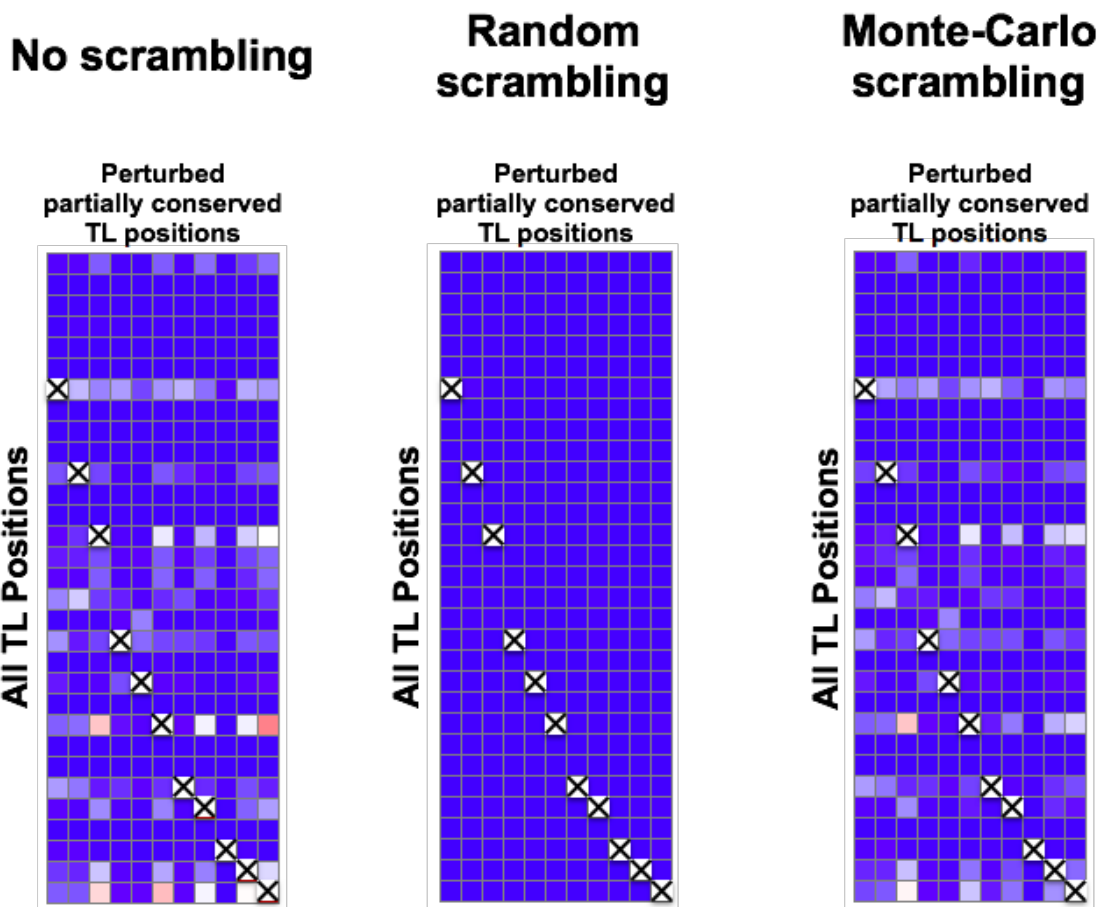 No scrambling
Random
scrambling
Monte-Carlo
scrambling
Perturbed
partially conserved
TL positions
Perturbed
partially conserved
TL positions
Perturbed
partially conserved
TL positions
All TL Positions
All TL Positions
All TL Positions